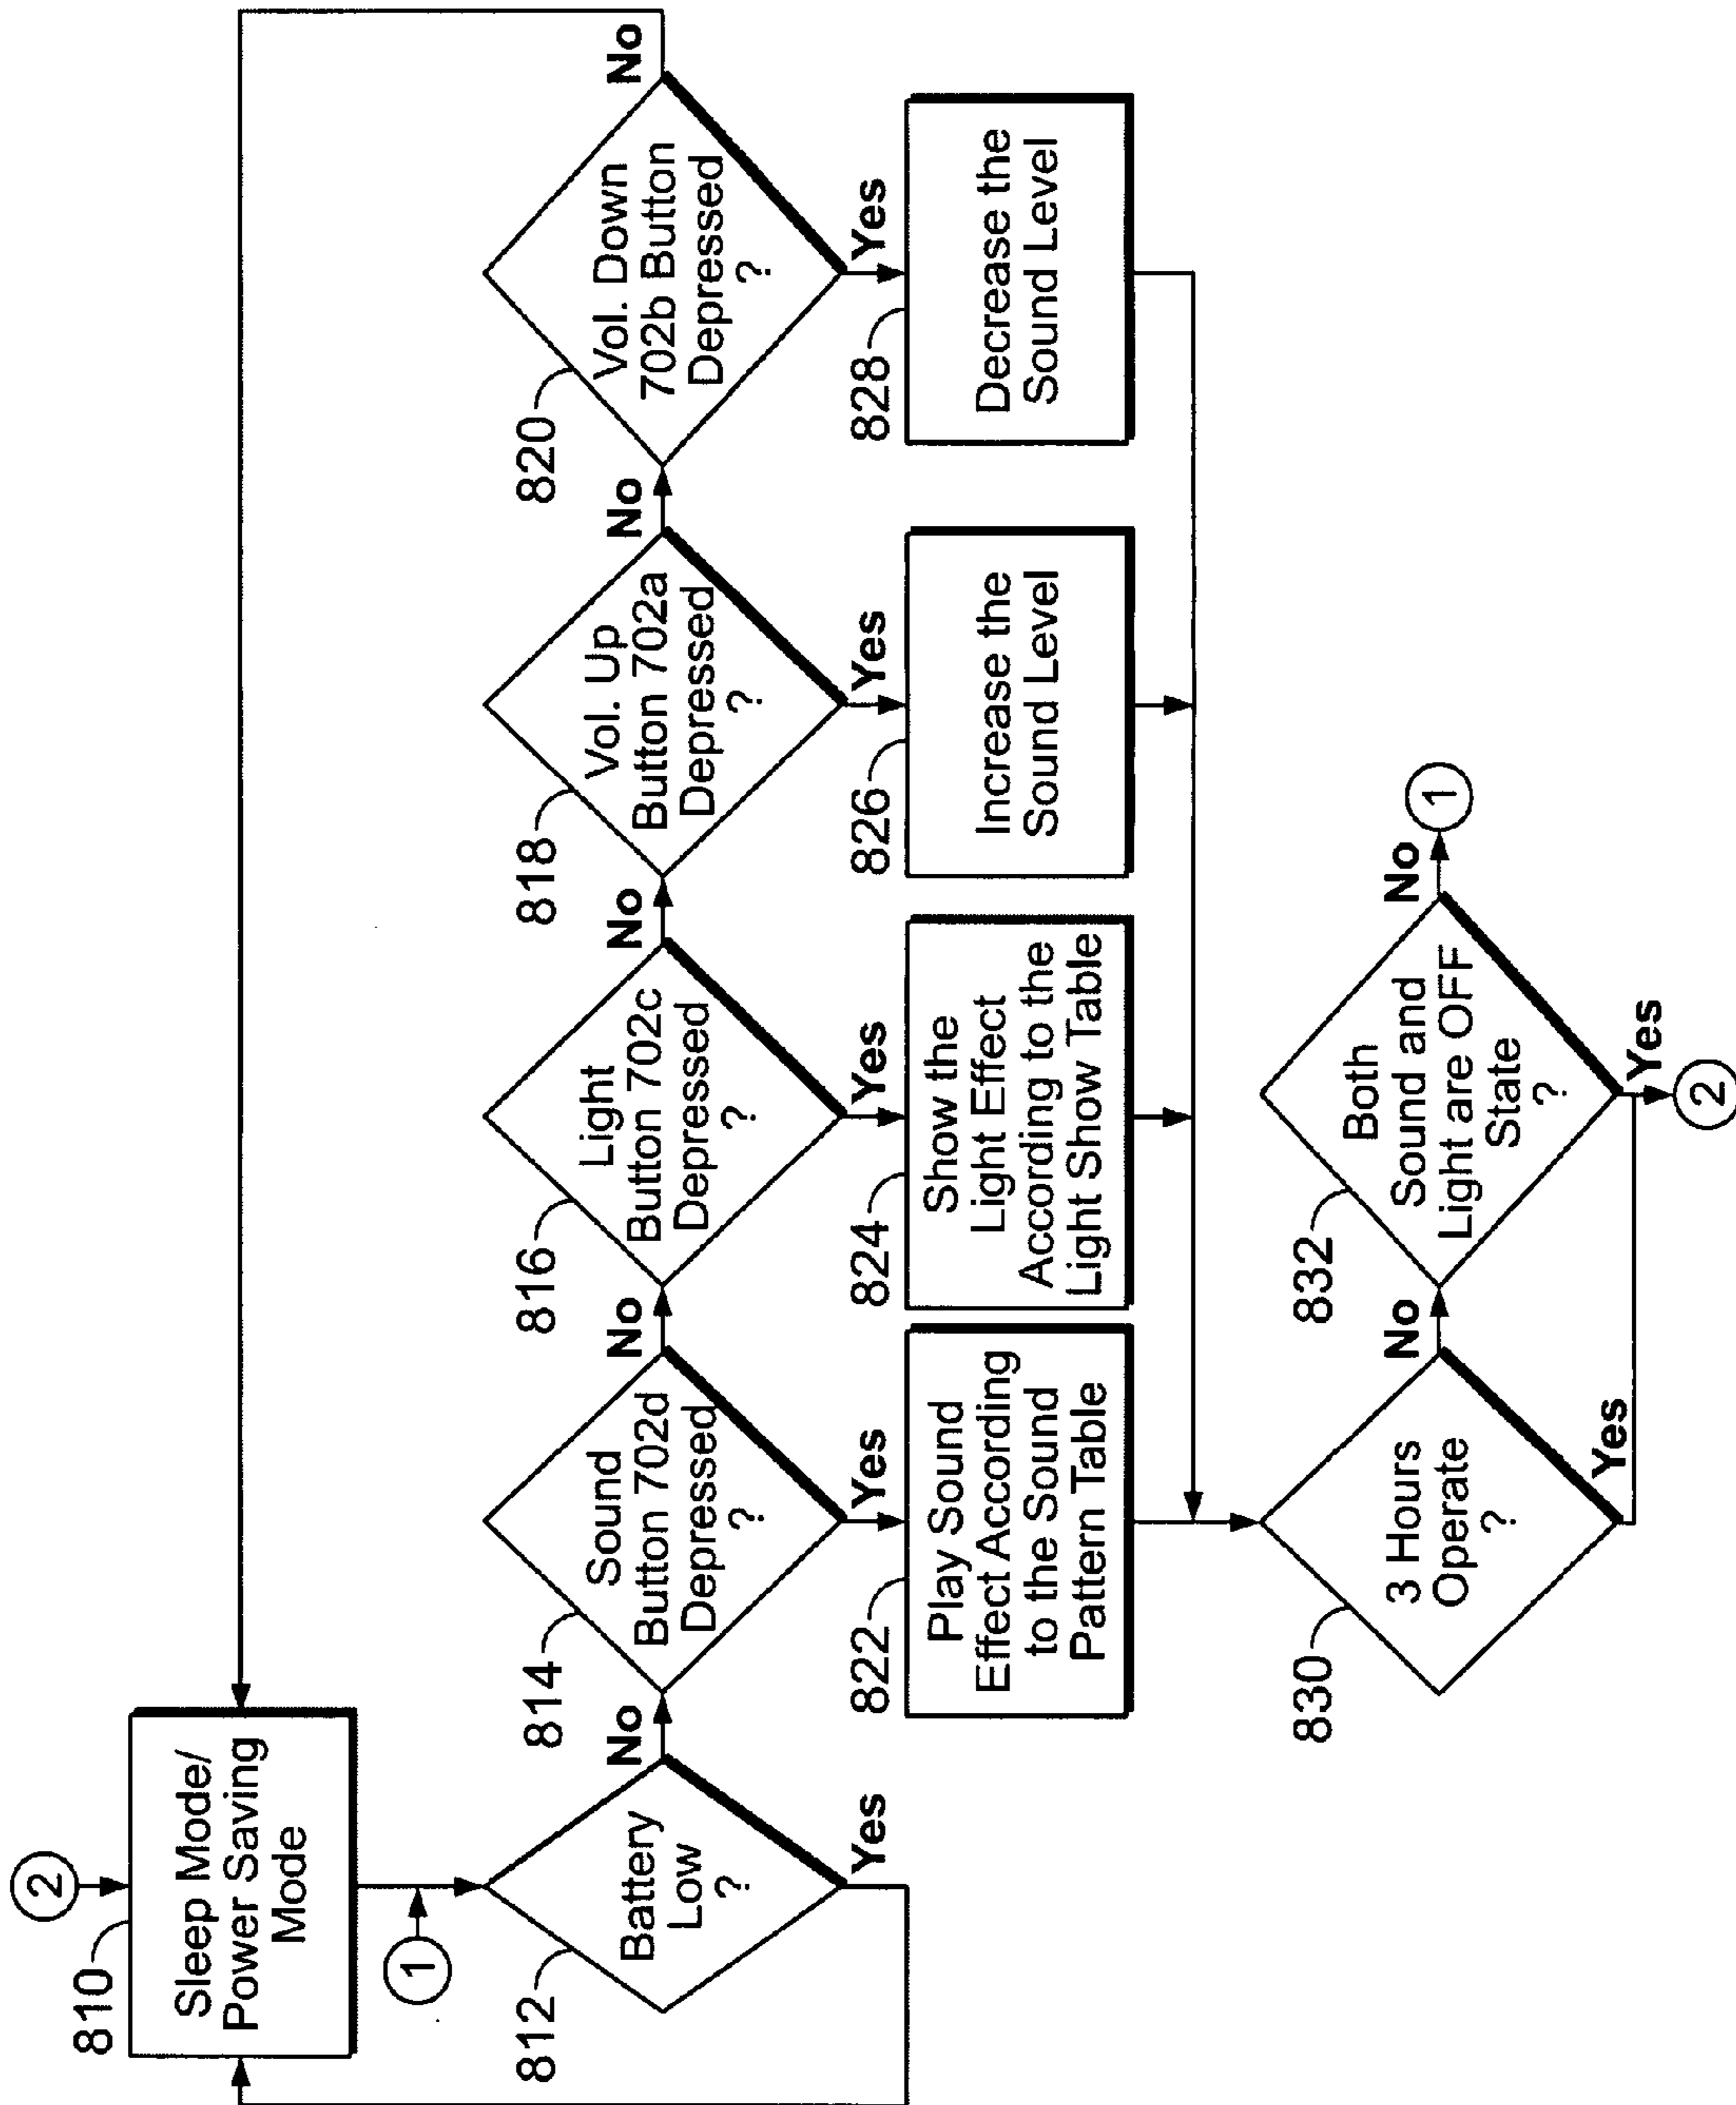 2
810
Sleep Mode/
Power Saving
Mode
1
812
Battery
Low
?
No
Yes
814
Sound
Button 702d
Depressed
?
No
Yes
816
Light
Button 702c
Depressed
?
No
Yes
818
Vol. Up
Button 702a
Depressed
?
No
Yes
820
Vol. Down
702b Button
Depressed
?
No
Yes
822
Play Sound
Effect According
to the Sound
Pattern Table
824
Show the
Light Effect
According to the
Light Show Table
826
Increase the
Sound Level
828
Decrease the
Sound Level
830
3 Hours
Operate
?
No
Yes
832
Both
Sound and
Light are OFF
State
?
No
1
Yes
2